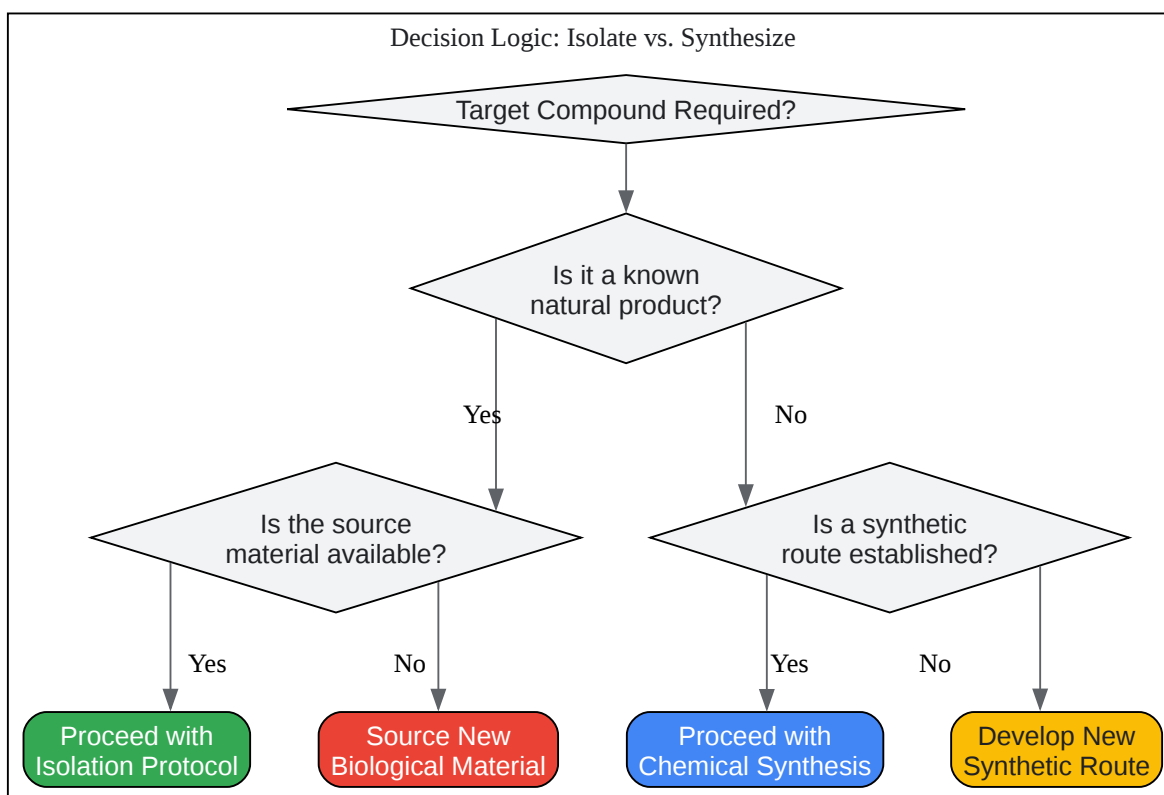 Decision Logic: Isolate vs. Synthesize
Target Compound Required?
Is it a known
natural product?
Yes
No
Is the source
material available?
Is a synthetic
route established?
Yes
No
Yes
No
Proceed with
Isolation Protocol
Source New
Biological Material
Proceed with
Chemical Synthesis
Develop New
Synthetic Route